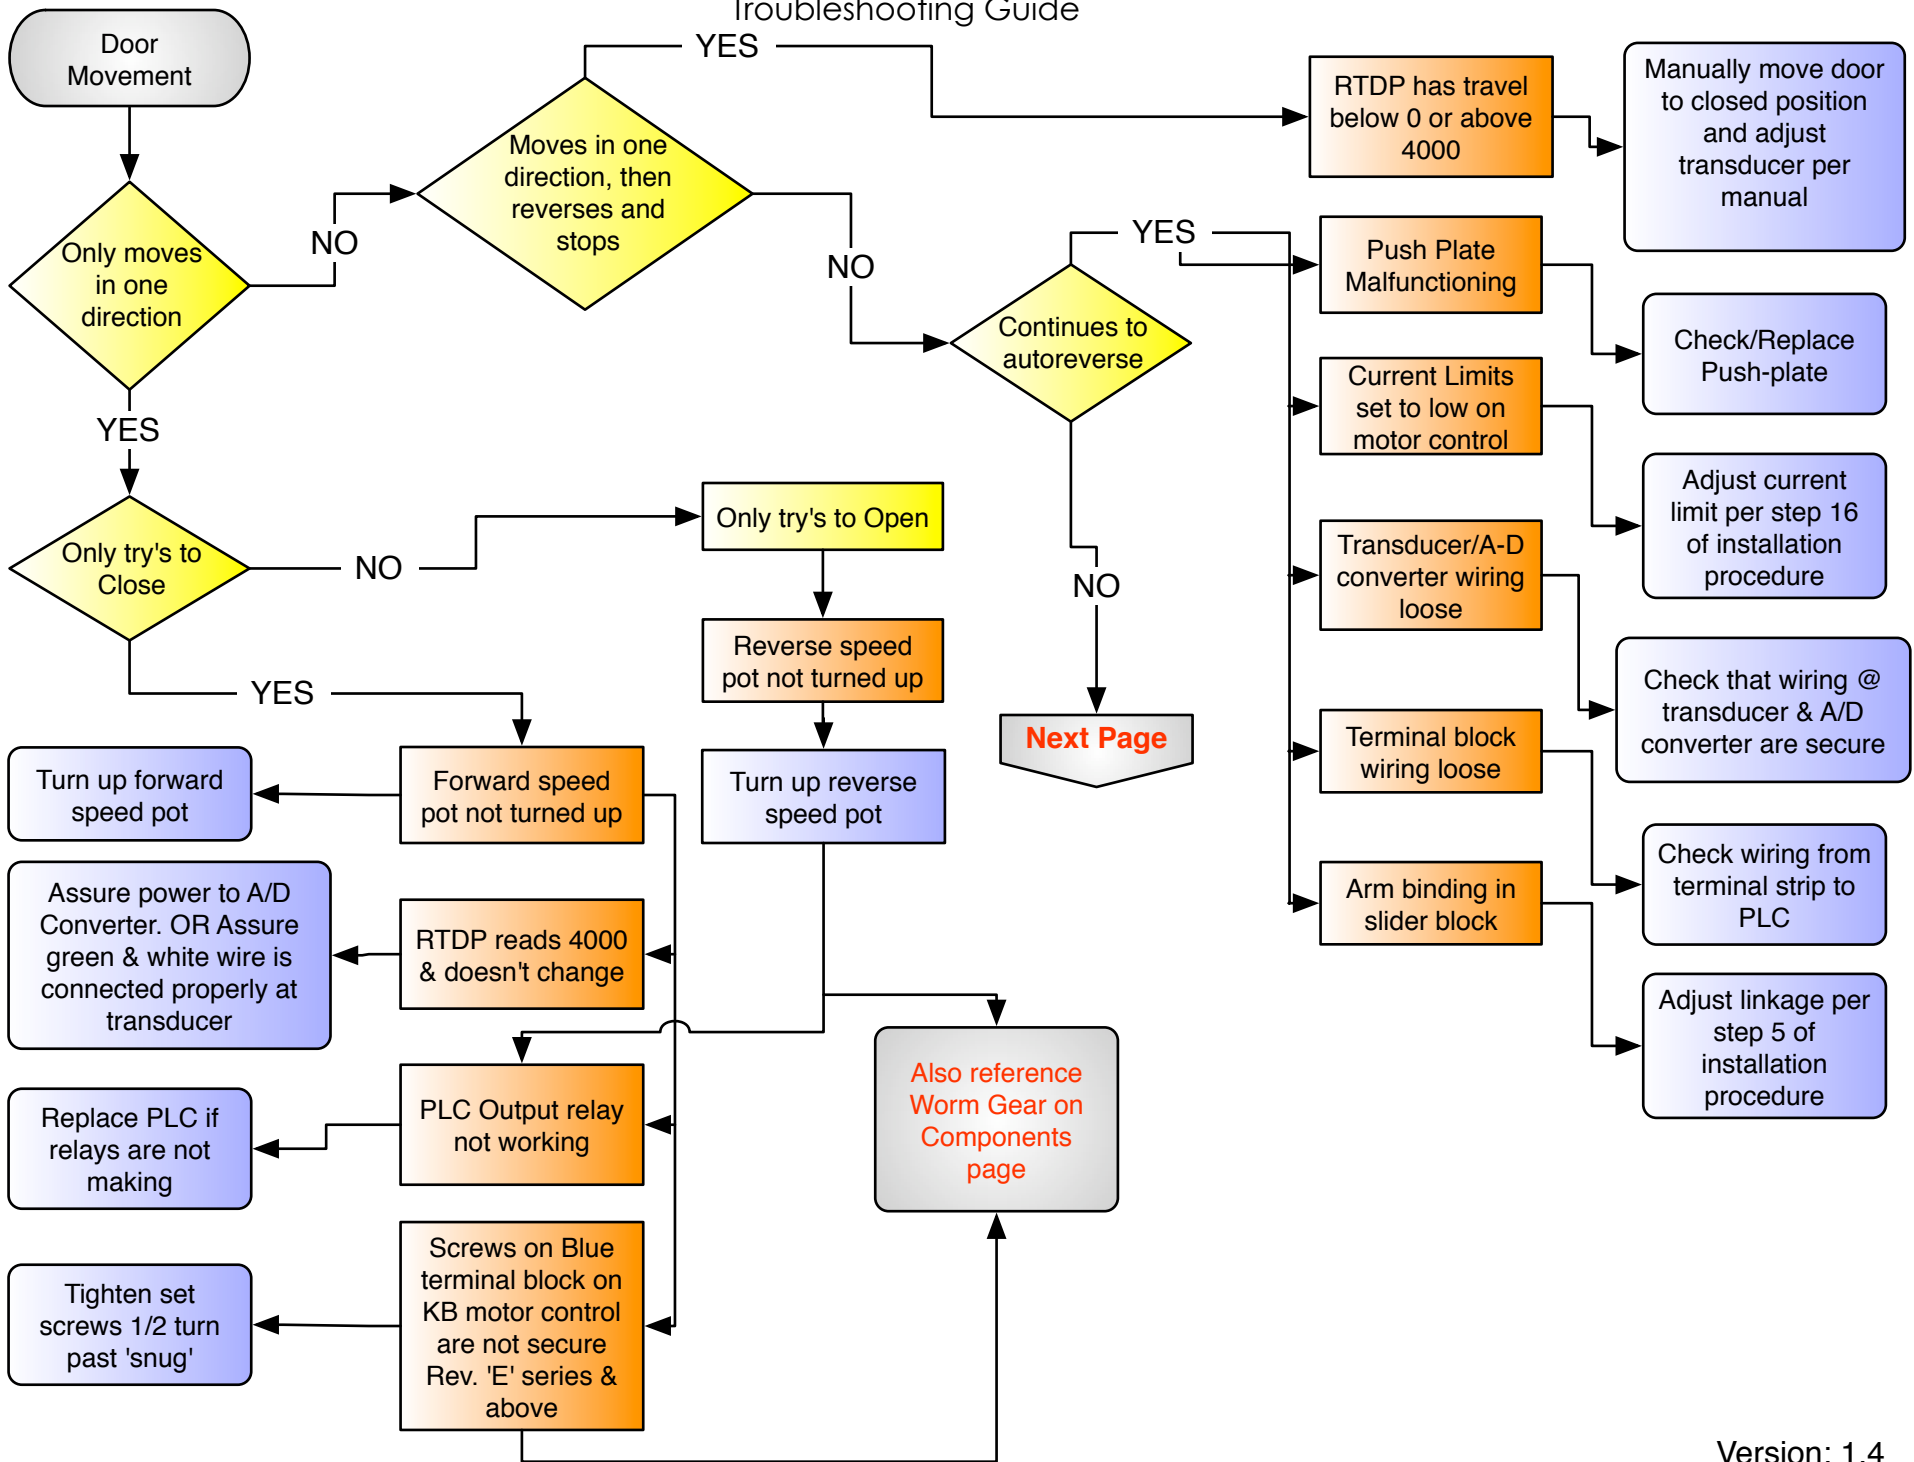 Troubleshooting Guide
Door
Movement
YES
Manually move door
to closed position
and adjust
transducer per
manual
RTDP has travel
below 0 or above
4000
Moves in one
direction, then
reverses and
stops
NO
Only moves
in one
direction
NO
YES
Push Plate
Malfunctioning
Continues to
autoreverse
Check/Replace
Push-plate
Current Limits
set to low on
motor control
YES
Adjust current
limit per step 16
of installation
procedure
Only try's to
Close
NO
Only try's to Open
Transducer/A-D
converter wiring
loose
NO
Reverse speed
pot not turned up
Check that wiring @
transducer & A/D
converter are secure
YES
Next Page
Terminal block
wiring loose
Turn up forward
speed pot
Forward speed
pot not turned up
Turn up reverse
speed pot
Check wiring from
terminal strip to
PLC
Arm binding in
slider block
Assure power to A/D
Converter. OR Assure
green & white wire is
connected properly at
transducer
RTDP reads 4000
& doesn't change
Adjust linkage per
step 5 of
installation
procedure
Also reference
Worm Gear on
Components
page
Replace PLC if
relays are not
making
PLC Output relay
not working
Tighten set
screws 1/2 turn
past 'snug'
Screws on Blue
terminal block on
KB motor control
are not secure
Rev. 'E' series &
above
Version: 1.4